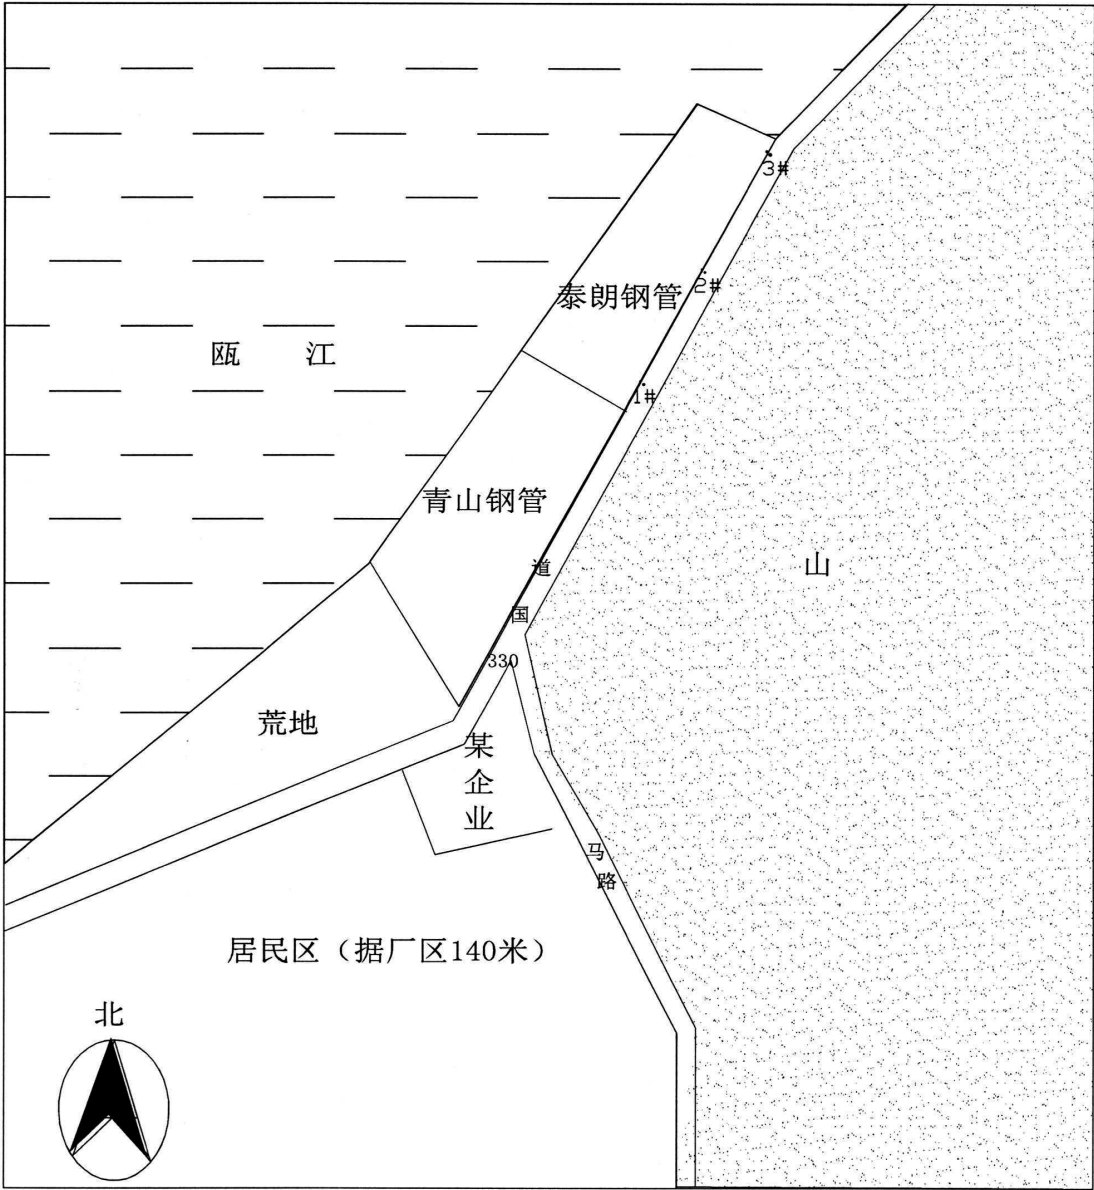 3#
2#
泰朗钢管
瓯 江
1#
青山钢管
山
道
国
330
荒地
某
企
业
马
路
居民区（据厂区140米）
北